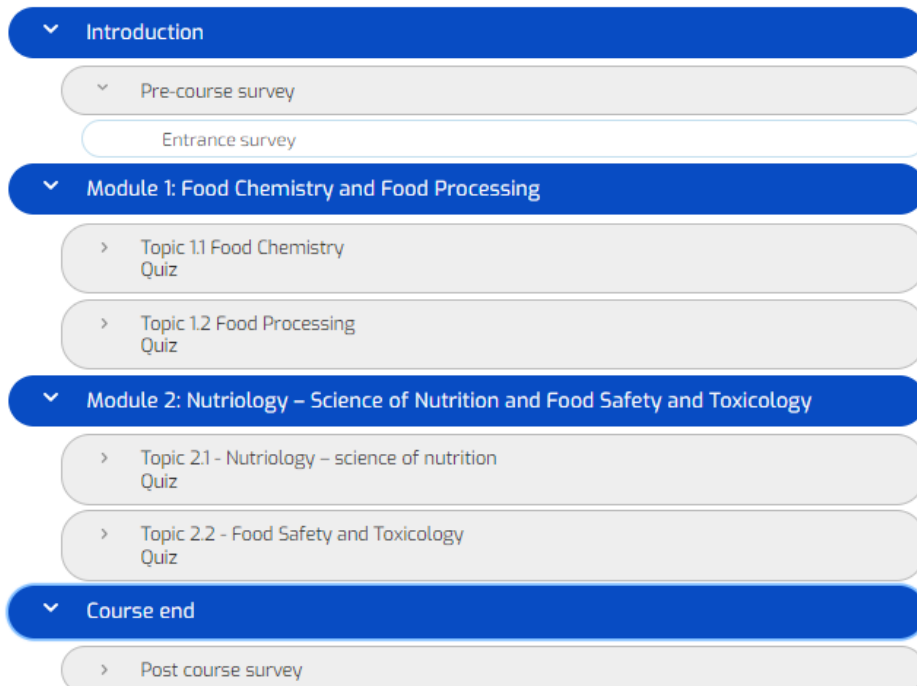 Introduction
Pre-course survey
Entrance survey
Module 1: Food Chemistry and Food Processing
Topic 1.1 Food Chemistry
Quiz
Topic 1.2 Food Processing
Quiz
Module 2: Nutriology – Science of Nutrition and Food Safety and Toxicology
Topic 2.1 - Nutriology – science of nutrition
Quiz
Topic 2.2 - Food Safety and Toxicology
Quiz
Course end
Post course survey